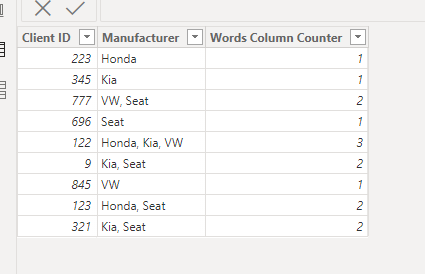 Client ID Manufacturer Words Column Counter
223 Honda 1
345 Kia 1
777 VW, Seat 2
696 Seat 1
122 Honda, Kia, VW 3
9 Kia, Seat 2
845 VW 1
123 Honda, Seat 2
321 Kia, Seat 2